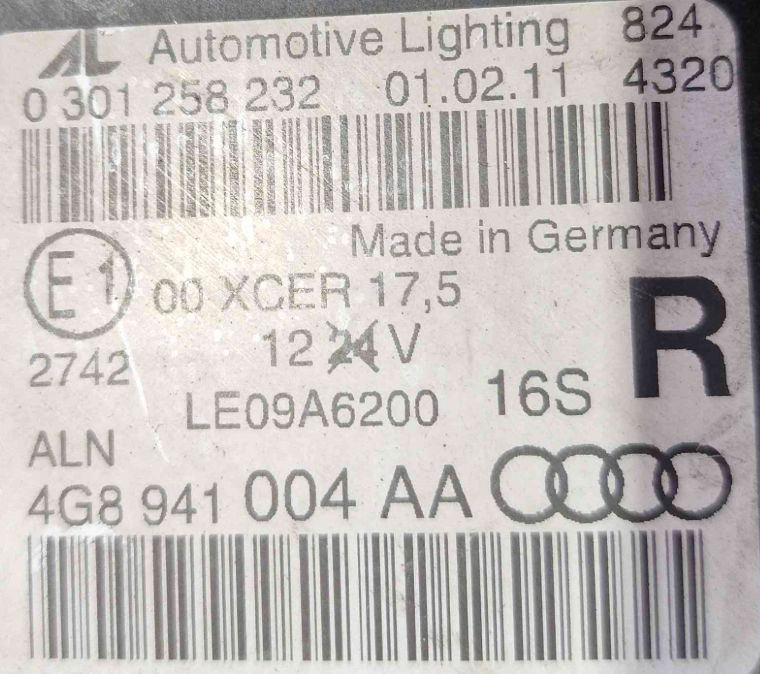 AL Automotive Lighting 824
0 301 258 232 01.02.11 4320
Made in Germany
E1 00 XCER 17,5
R
12 24 V
2742
LE09A6200 16S
ALN
4G8 941 004 AA